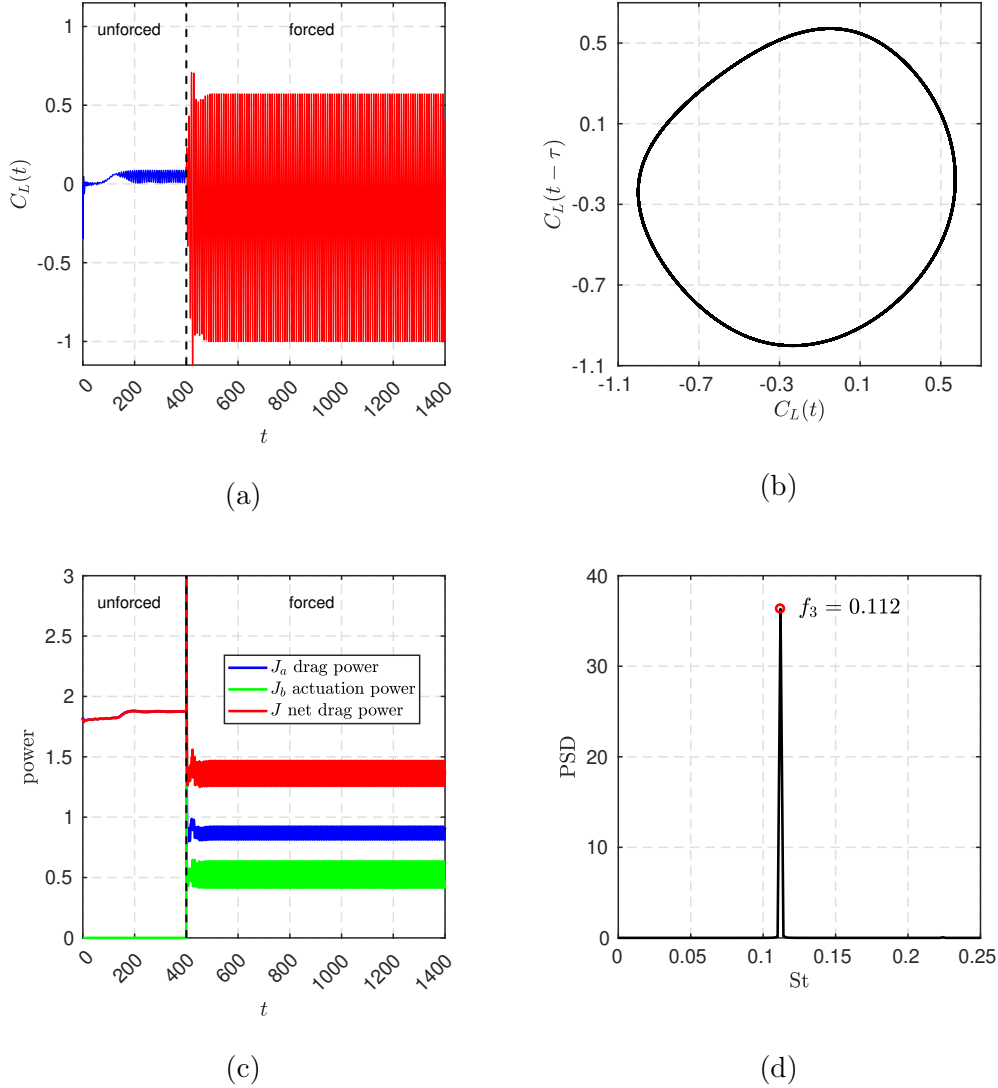 unforced
forced
1
0.5
0
-0.5
-1
C_L(t)
0
200
400
600
800
1000
1200
1400
t
(a)
0.5
0.1
-0.3
-0.7
-1.1
C_L(t − τ)
-1.1
-0.7
-0.3
0.1
0.5
C_L(t)
(b)
unforced
forced
3
2.5
2
1.5
1
0.5
0
power
J_a drag power
J_b actuation power
J net drag power
0
200
400
600
800
1000
1200
1400
t
(c)
40
30
20
10
0
PSD
f_3 = 0.112
0
0.05
0.1
0.15
0.2
0.25
St
(d)